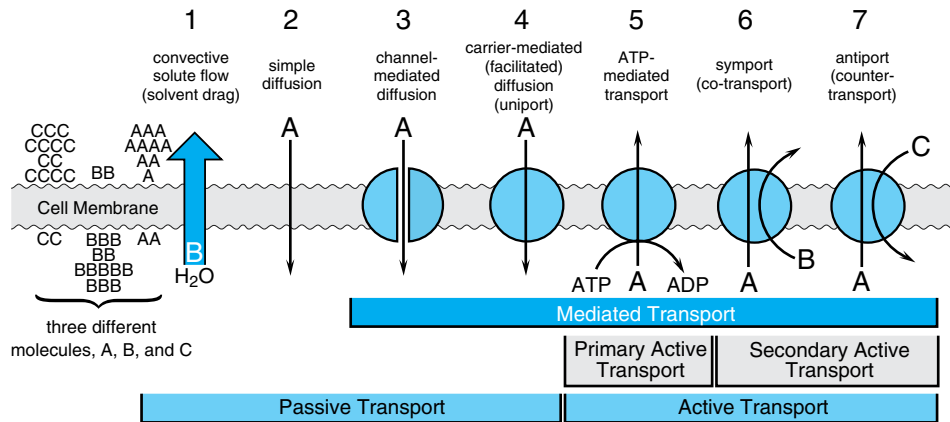 1 2 3 4 5 6 7
convective
solute flow
(solvent drag)
simple
diffusion
channel-
mediated
diffusion
carrier-mediated
(facilitated)
diffusion
(uniport)
ATP-
mediated
transport
symport
(co-transport)
antiport
(counter-
transport)
CCC
CCCC
CC
CCCC
BB
AAA
AAAA
AA
A
A
A
A
C
Cell Membrane
CC
BBB
BB
BBBBB
BBB
AA
B
H₂O
ATP
A
ADP
A
B
A
three different
molecules, A, B, and C
Mediated Transport
Primary Active
Transport
Secondary Active
Transport
Passive Transport
Active Transport